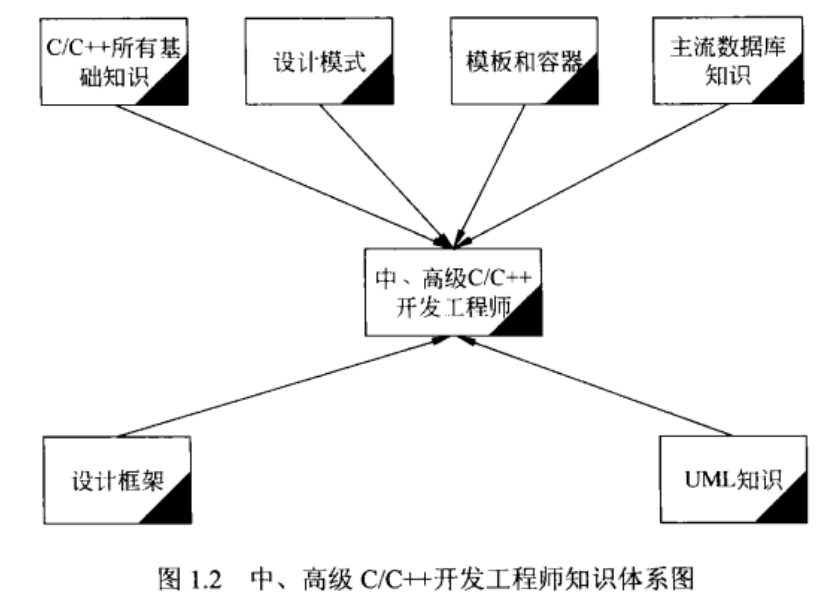 C/C++所有基
础知识
设计模式
模板和容器
主流数据库
知识
中、高级C/C++
开发工程师
设计框架
UML知识
图 1.2 中、高级 C/C++开发工程师知识体系图